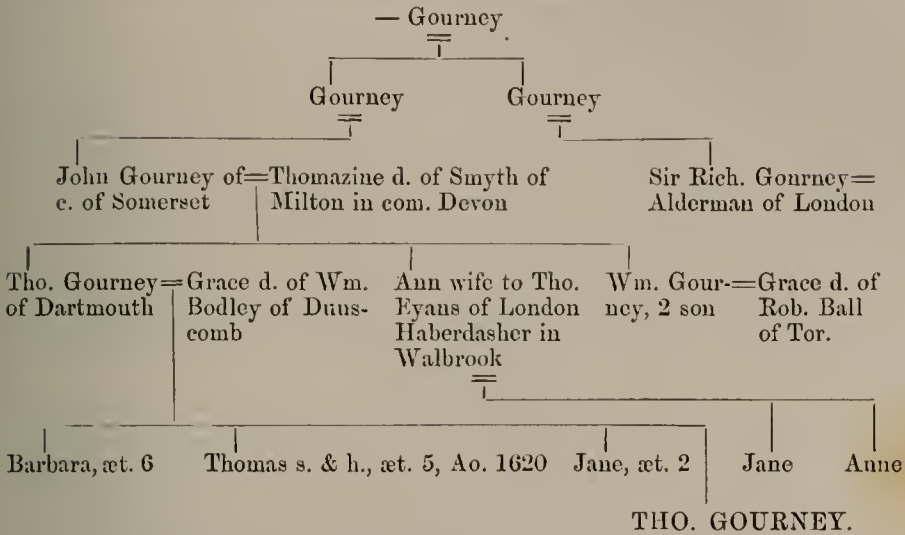 — Gourney
Gourney Gourney
John Gourney of=Thomazine d. of Smyth of Sir Rich. Gourney=
c. of Somerset Milton in com. Devon Alderman of London
Tho. Gourney=Grace d. of Wm. Ann wife to Tho. Wm. Gour-=Grace d. of
of Dartmouth Bodley of Duns- Eyans of London ney, 2 son Rob. Ball
comb Haberdasher in of Tor.
Walbrook
Barbara, æt. 6 Thomas s. & h., æt. 5, Ao. 1620 Jane, æt. 2 Jane Anne
THO. GOURNEY.